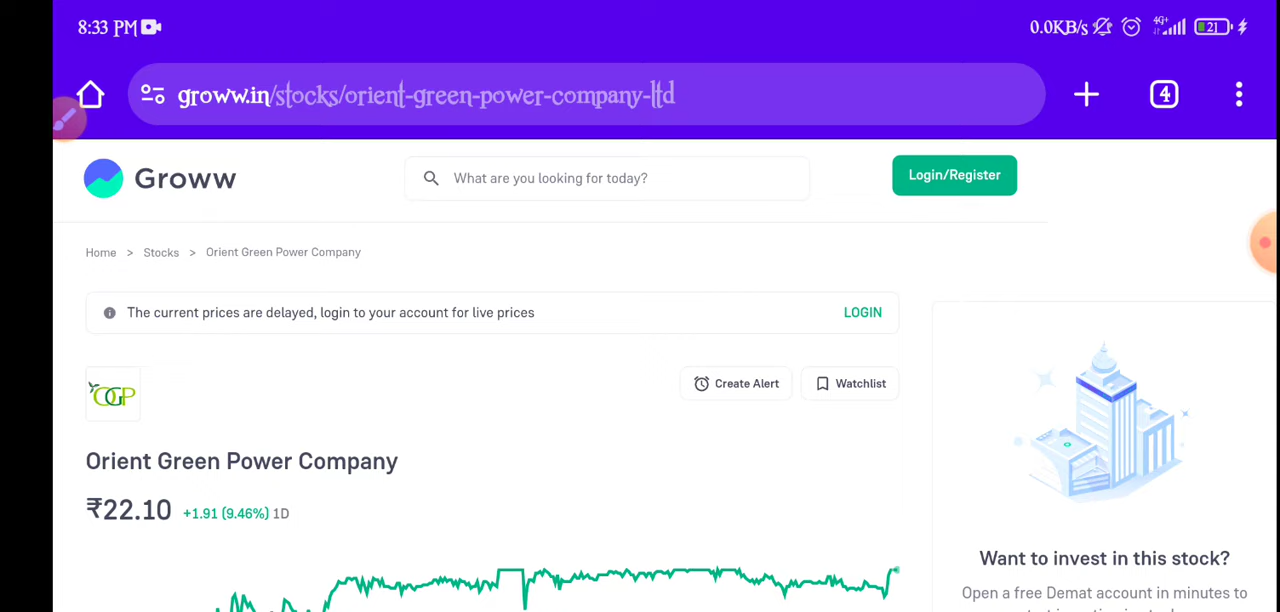 8:33 PM
0.0KB/s 4G+ 21
groww.in/stocks/orient-green-power-company-ltd
4
Groww
What are you looking for today?
Login/Register
Home > Stocks > Orient Green Power Company
The current prices are delayed, login to your account for live prices
LOGIN
OGP
Create Alert
Watchlist
Orient Green Power Company
₹22.10 +1.91 (9.46%) 1D
Want to invest in this stock?
Open a free Demat account in minutes to